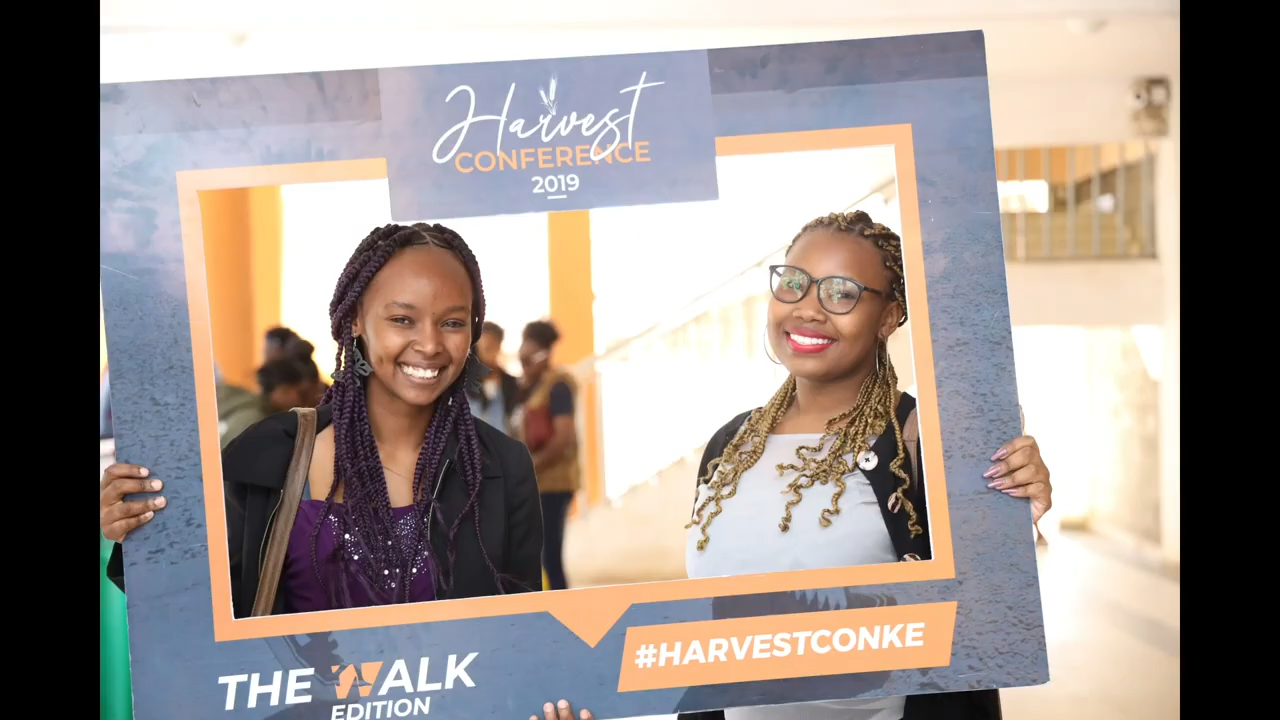 Harvest
CONFERENCE
2019
THE WALK
EDITION
#HARVESTCONKE